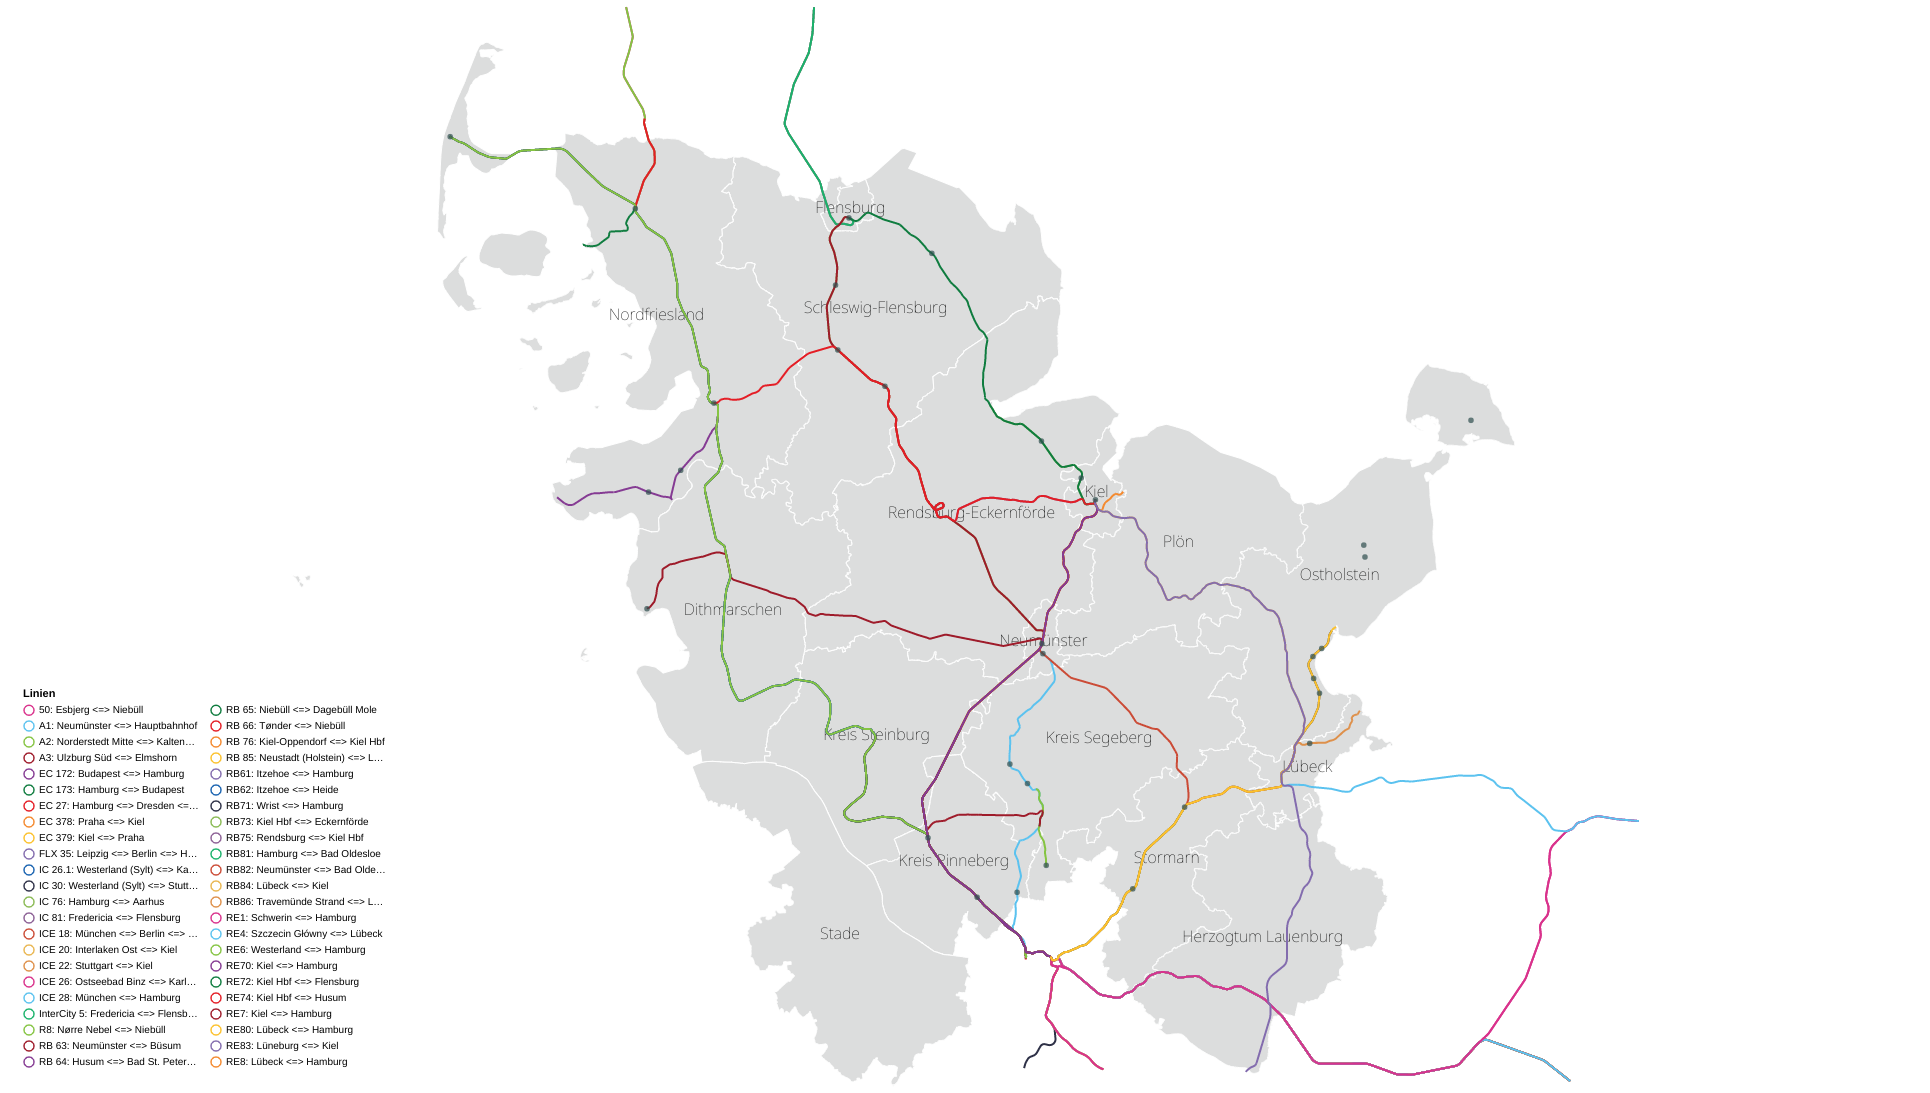 Flensburg
Schleswig-Flensburg
Nordfriesland
Kiel
Rendsburg-Eckernförde
Plön
Ostholstein
Dithmarschen
Neumünster
Kreis Steinburg
Kreis Segeberg
Lübeck
Kreis Pinneberg
Stormarn
Stade
Herzogtum Lauenburg
Linien
50: Esbjerg <=> Niebüll
A1: Neumünster <=> Hauptbahnhof
A2: Norderstedt Mitte <=> Kalten...
A3: Ulzburg Süd <=> Elmshorn
EC 172: Budapest <=> Hamburg
EC 173: Hamburg <=> Budapest
EC 27: Hamburg <=> Dresden <=...
EC 378: Praha <=> Kiel
EC 379: Kiel <=> Praha
FLX 35: Leipzig <=> Berlin <=> H...
IC 26.1: Westerland (Sylt) <=> Ka...
IC 30: Westerland (Sylt) <=> Stutt...
IC 76: Hamburg <=> Aarhus
IC 81: Fredericia <=> Flensburg
ICE 18: München <=> Berlin <=> ...
ICE 20: Interlaken Ost <=> Kiel
ICE 22: Stuttgart <=> Kiel
ICE 26: Ostseebad Binz <=> Karl...
ICE 28: München <=> Hamburg
InterCity 5: Fredericia <=> Flensb...
R8: Nørre Nebel <=> Niebüll
RB 63: Neumünster <=> Büsum
RB 64: Husum <=> Bad St. Peter...
RB 65: Niebüll <=> Dagebüll Mole
RB 66: Tønder <=> Niebüll
RB 76: Kiel-Oppendorf <=> Kiel Hbf
RB 85: Neustadt (Holstein) <=> L...
RB61: Itzehoe <=> Hamburg
RB62: Itzehoe <=> Heide
RB71: Wrist <=> Hamburg
RB73: Kiel Hbf <=> Eckernförde
RB75: Rendsburg <=> Kiel Hbf
RB81: Hamburg <=> Bad Oldesloe
RB82: Neumünster <=> Bad Olde...
RB84: Lübeck <=> Kiel
RB86: Travemünde Strand <=> L...
RE1: Schwerin <=> Hamburg
RE4: Szczecin Główny <=> Lübeck
RE6: Westerland <=> Hamburg
RE70: Kiel <=> Hamburg
RE72: Kiel Hbf <=> Flensburg
RE74: Kiel Hbf <=> Husum
RE7: Kiel <=> Hamburg
RE80: Lübeck <=> Hamburg
RE83: Lüneburg <=> Kiel
RE8: Lübeck <=> Hamburg